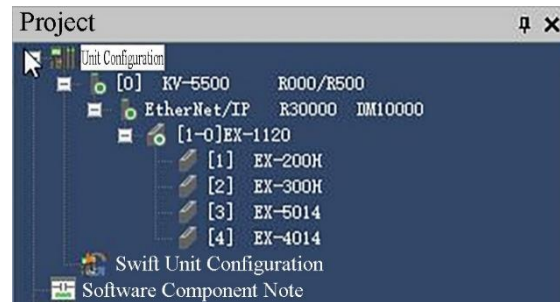 Project
Unit Configuration
[0] KV-5500 R000/R500
EtherNet/IP R30000 DM10000
[1-0]EX-1120
[1] EX-200H
[2] EX-300H
[3] EX-5014
[4] EX-4014
Swift Unit Configuration
Software Component Note